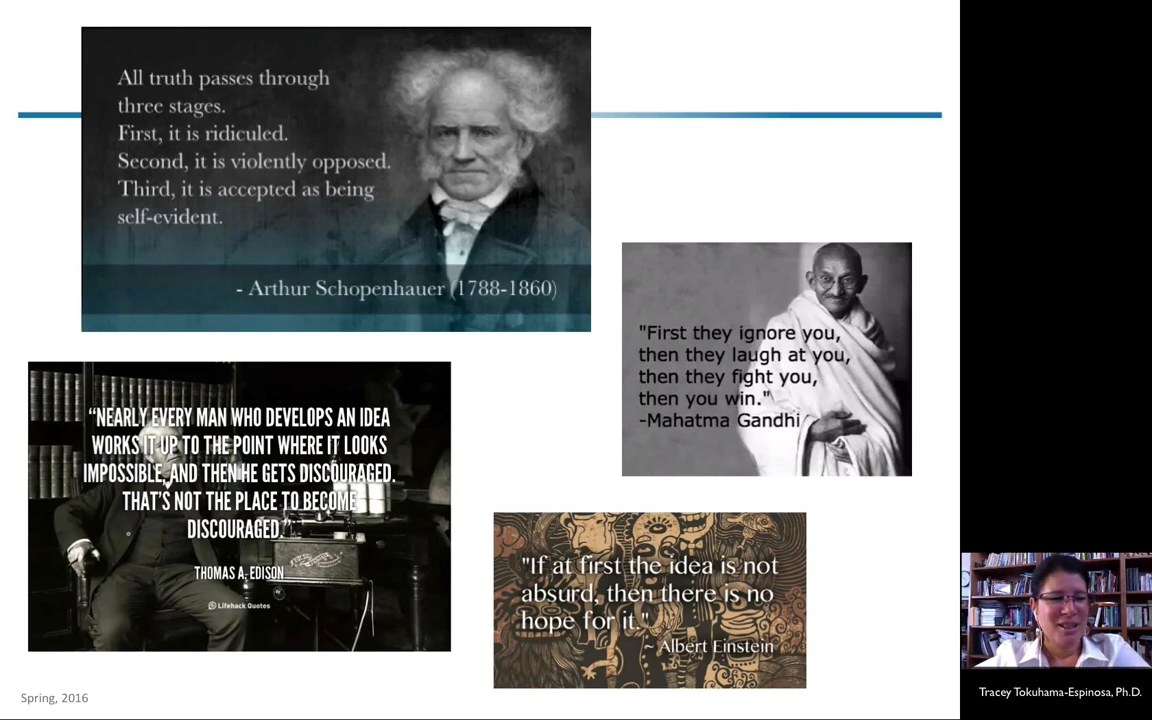 All truth passes through
three stages.
First, it is ridiculed.
Second, it is violently opposed.
Third, it is accepted as being
self-evident.
- Arthur Schopenhauer (1788-1860)
"First they ignore you,
then they laugh at you,
then they fight you,
then you win."
-Mahatma Gandhi
“NEARLY EVERY MAN WHO DEVELOPS AN IDEA
WORKS IT UP TO THE POINT WHERE IT LOOKS
IMPOSSIBLE, AND THEN HE GETS DISCOURAGED.
THAT'S NOT THE PLACE TO BECOME
DISCOURAGED.”
THOMAS A. EDISON
Lifehack Quotes
"If at first the idea is not
absurd, then there is no
hope for it."
~ Albert Einstein
Spring, 2016
Tracey Tokuhama-Espinosa, Ph.D.